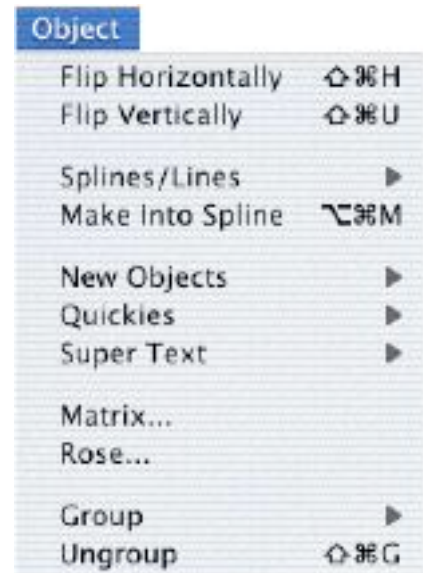 Object
Flip Horizontally ⇧⌘H
Flip Vertically ⇧⌘U
Splines/Lines ▶
Make Into Spline ⌥⌘M
New Objects ▶
Quickies ▶
Super Text ▶
Matrix...
Rose...
Group ▶
Ungroup ⇧⌘G